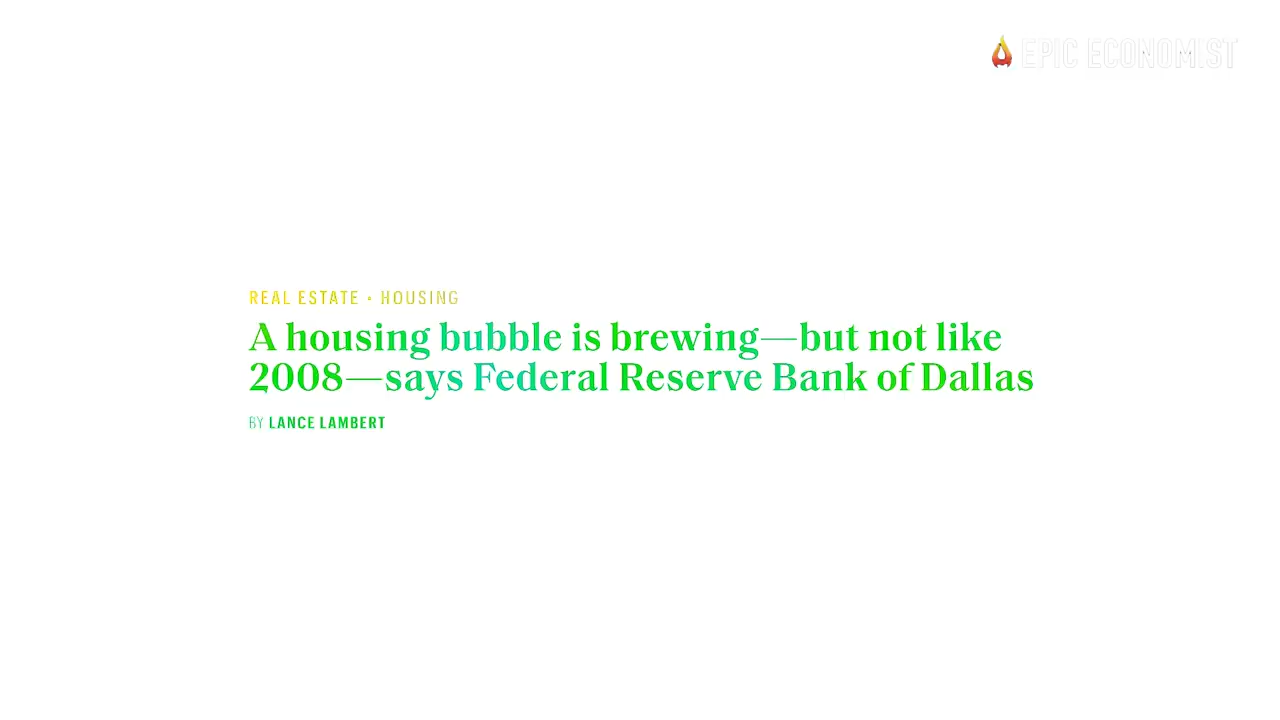 EPIC ECONOMIST
REAL ESTATE • HOUSING
A housing bubble is brewing—but not like
2008—says Federal Reserve Bank of Dallas
BY LANCE LAMBERT